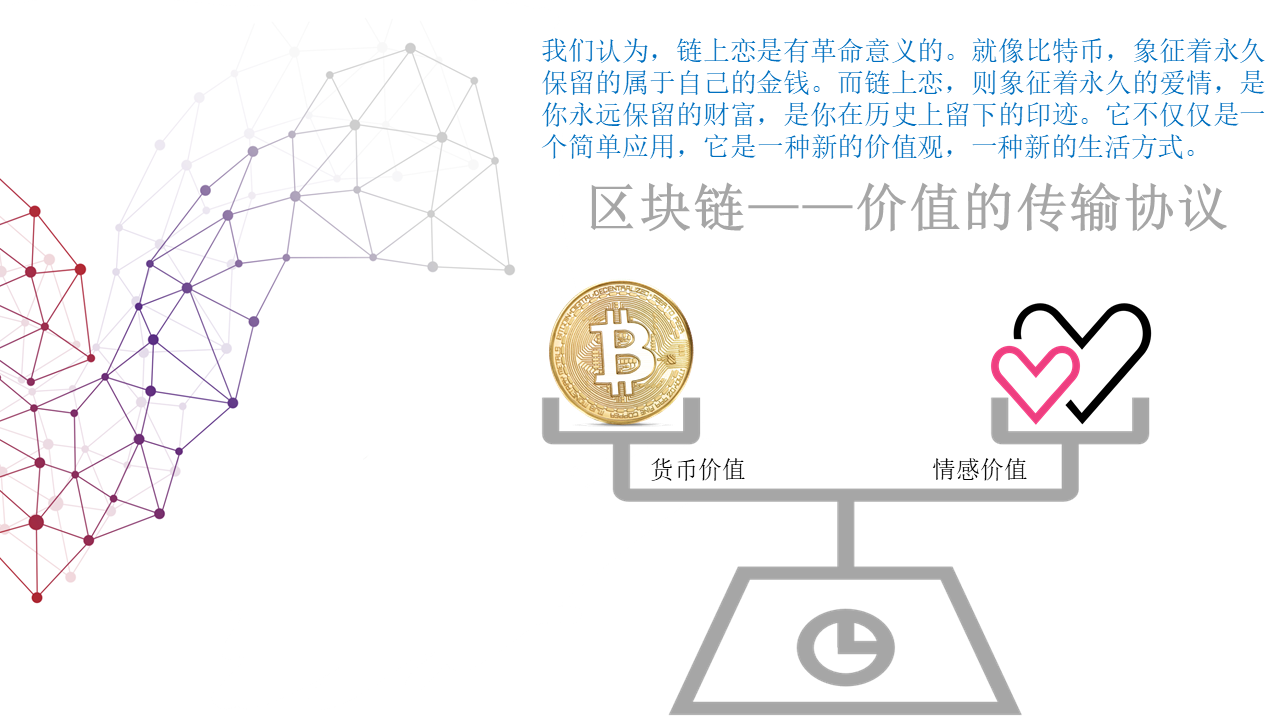 我们认为，链上恋是有革命意义的。就像比特币，象征着永久
保留的属于自己的金钱。而链上恋，则象征着永久的爱情，是
你永远保留的财富，是你在历史上留下的印迹。它不仅仅是一
个简单应用，它是一种新的价值观，一种新的生活方式。
区块链——价值的传输协议
货币价值
情感价值